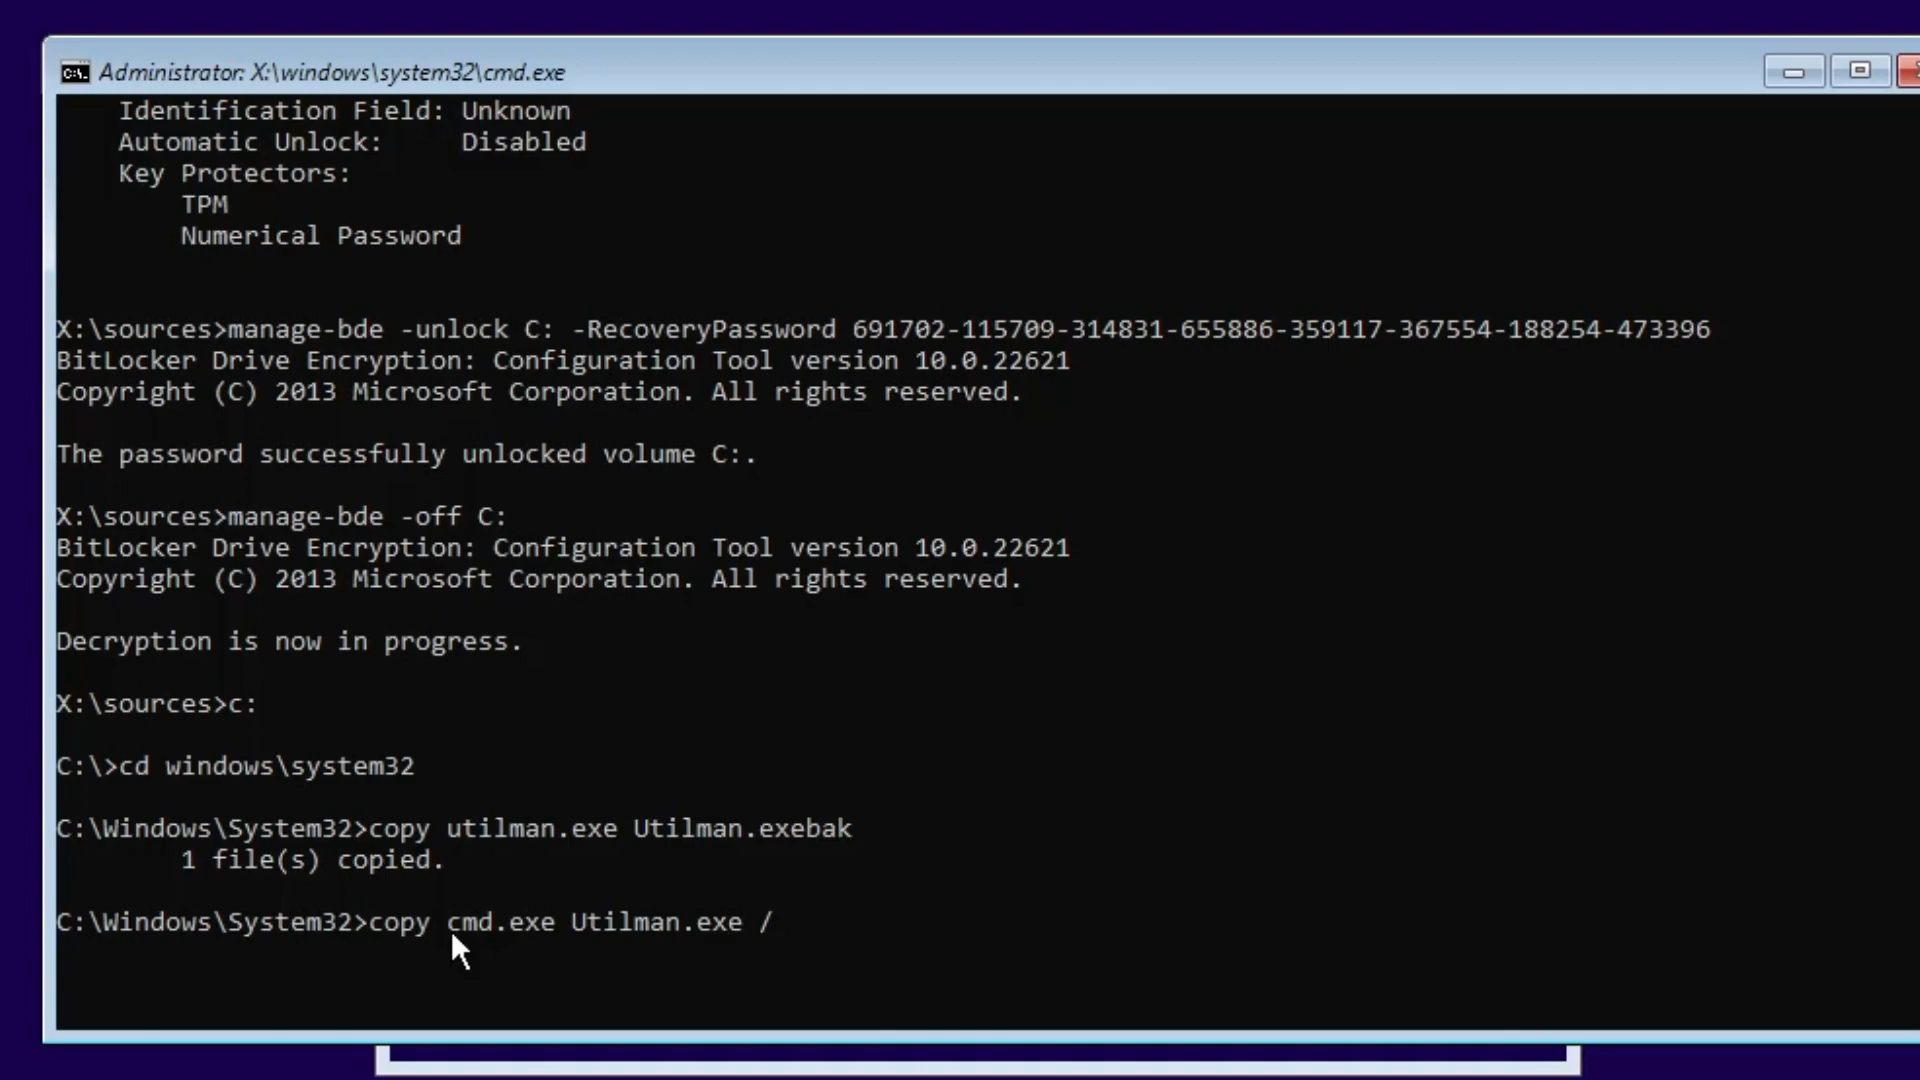 Administrator: X:\windows\system32\cmd.exe
Identification Field: Unknown
Automatic Unlock: Disabled
Key Protectors:
TPM
Numerical Password
X:\sources>manage-bde -unlock C: -RecoveryPassword 691702-115709-314831-655886-359117-367554-188254-473396
BitLocker Drive Encryption: Configuration Tool version 10.0.22621
Copyright (C) 2013 Microsoft Corporation. All rights reserved.
The password successfully unlocked volume C:.
X:\sources>manage-bde -off C:
BitLocker Drive Encryption: Configuration Tool version 10.0.22621
Copyright (C) 2013 Microsoft Corporation. All rights reserved.
Decryption is now in progress.
X:\sources>c:
C:\>cd windows\system32
C:\Windows\System32>copy utilman.exe Utilman.exebak
1 file(s) copied.
C:\Windows\System32>copy cmd.exe Utilman.exe /